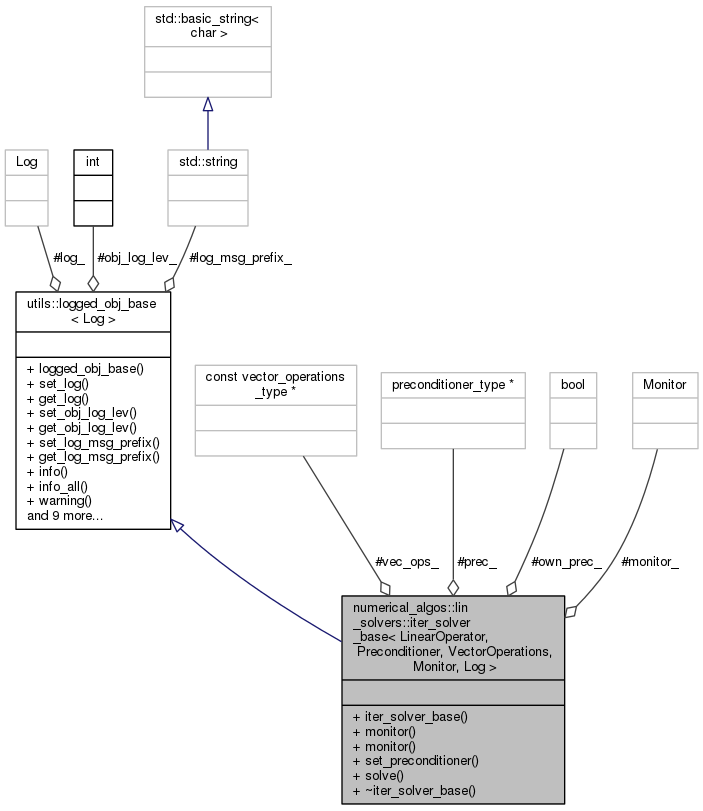 std::basic_string<
char >
Log
int
std::string
#log_
#obj_log_lev_
#log_msg_prefix_
utils::logged_obj_base
< Log >
+ logged_obj_base()
+ set_log()
+ get_log()
+ set_obj_log_lev()
+ get_obj_log_lev()
+ set_log_msg_prefix()
+ get_log_msg_prefix()
+ info()
+ info_all()
+ warning()
and 9 more...
const vector_operations
_type *
preconditioner_type *
bool
Monitor
#vec_ops_
#prec_
#own_prec_
#monitor_
numerical_algos::lin
_solvers::iter_solver
_base< LinearOperator,
Preconditioner, VectorOperations,
Monitor, Log >
+ iter_solver_base()
+ monitor()
+ monitor()
+ set_preconditioner()
+ solve()
+ ~iter_solver_base()